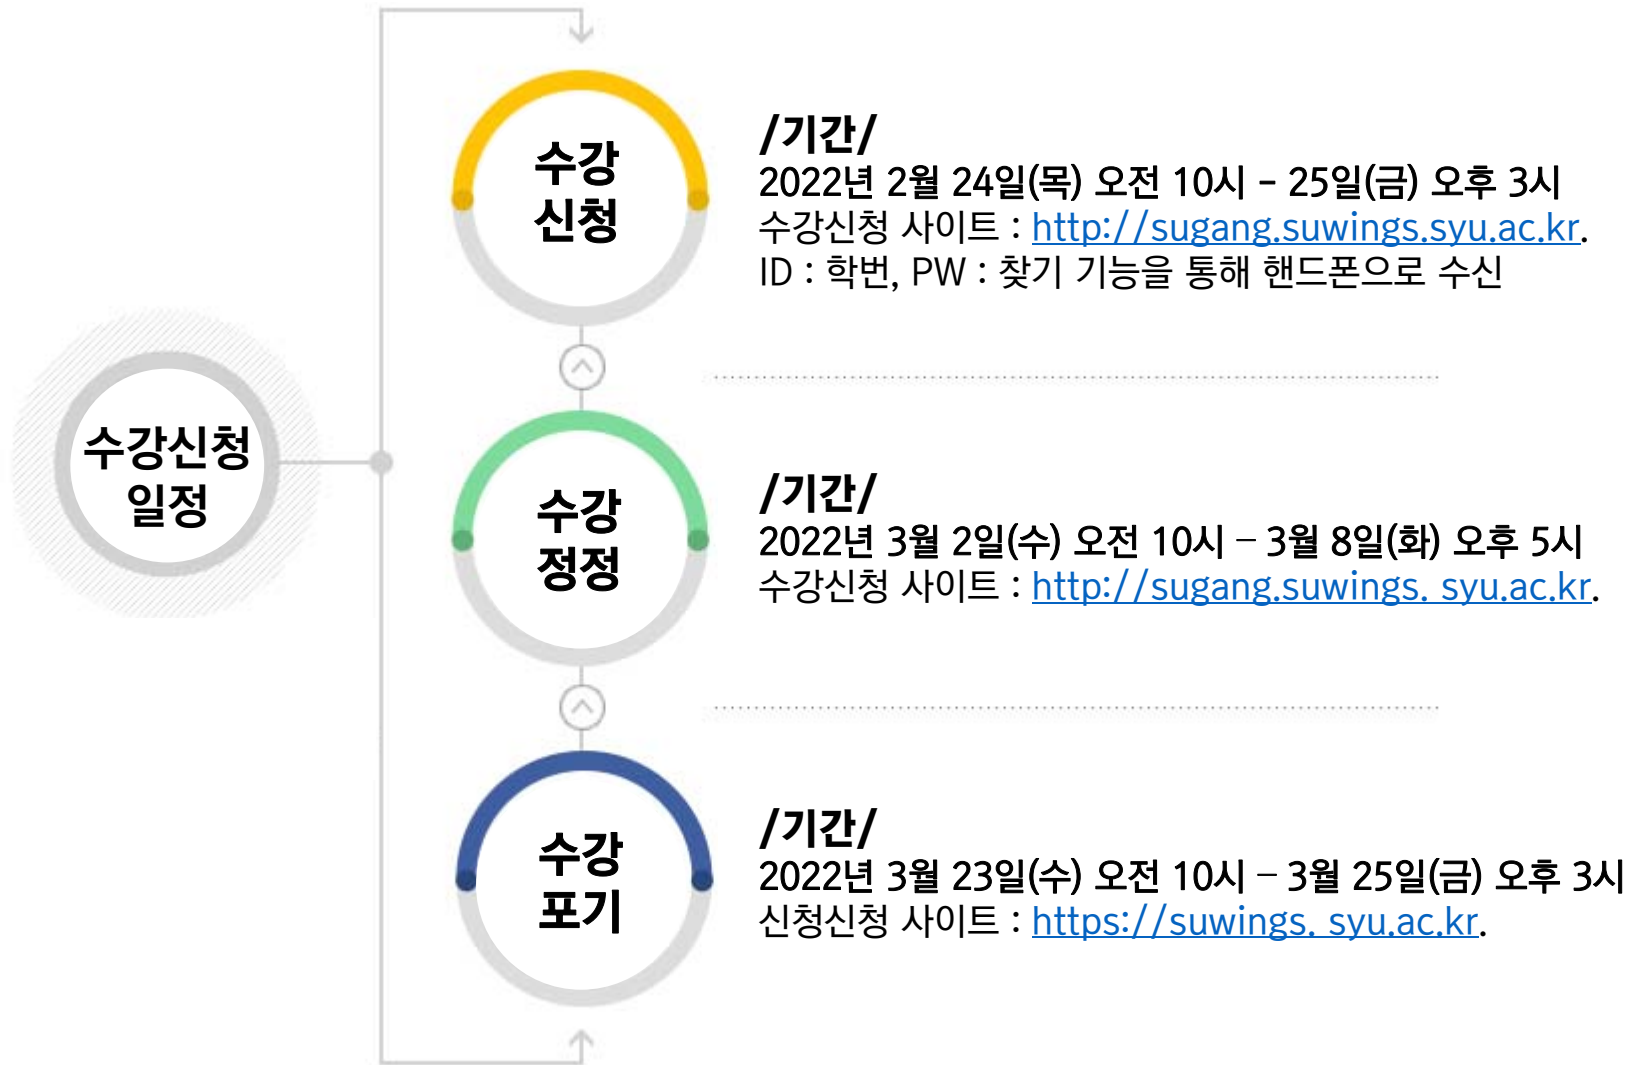 수강신청
일정
수강
신청
/기간/
2022년 2월 24일(목) 오전 10시 - 25일(금) 오후 3시
수강신청 사이트 : http://sugang.suwings.syu.ac.kr.
ID : 학번, PW : 찾기 기능을 통해 핸드폰으로 수신
수강
정정
/기간/
2022년 3월 2일(수) 오전 10시 – 3월 8일(화) 오후 5시
수강신청 사이트 : http://sugang.suwings. syu.ac.kr.
수강
포기
/기간/
2022년 3월 23일(수) 오전 10시 – 3월 25일(금) 오후 3시
신청신청 사이트 : https://suwings. syu.ac.kr.